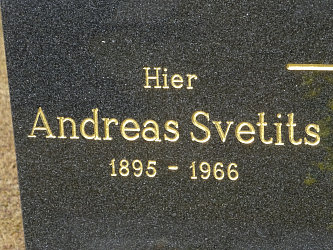 Hier
Andreas Svetits
1895 - 1966